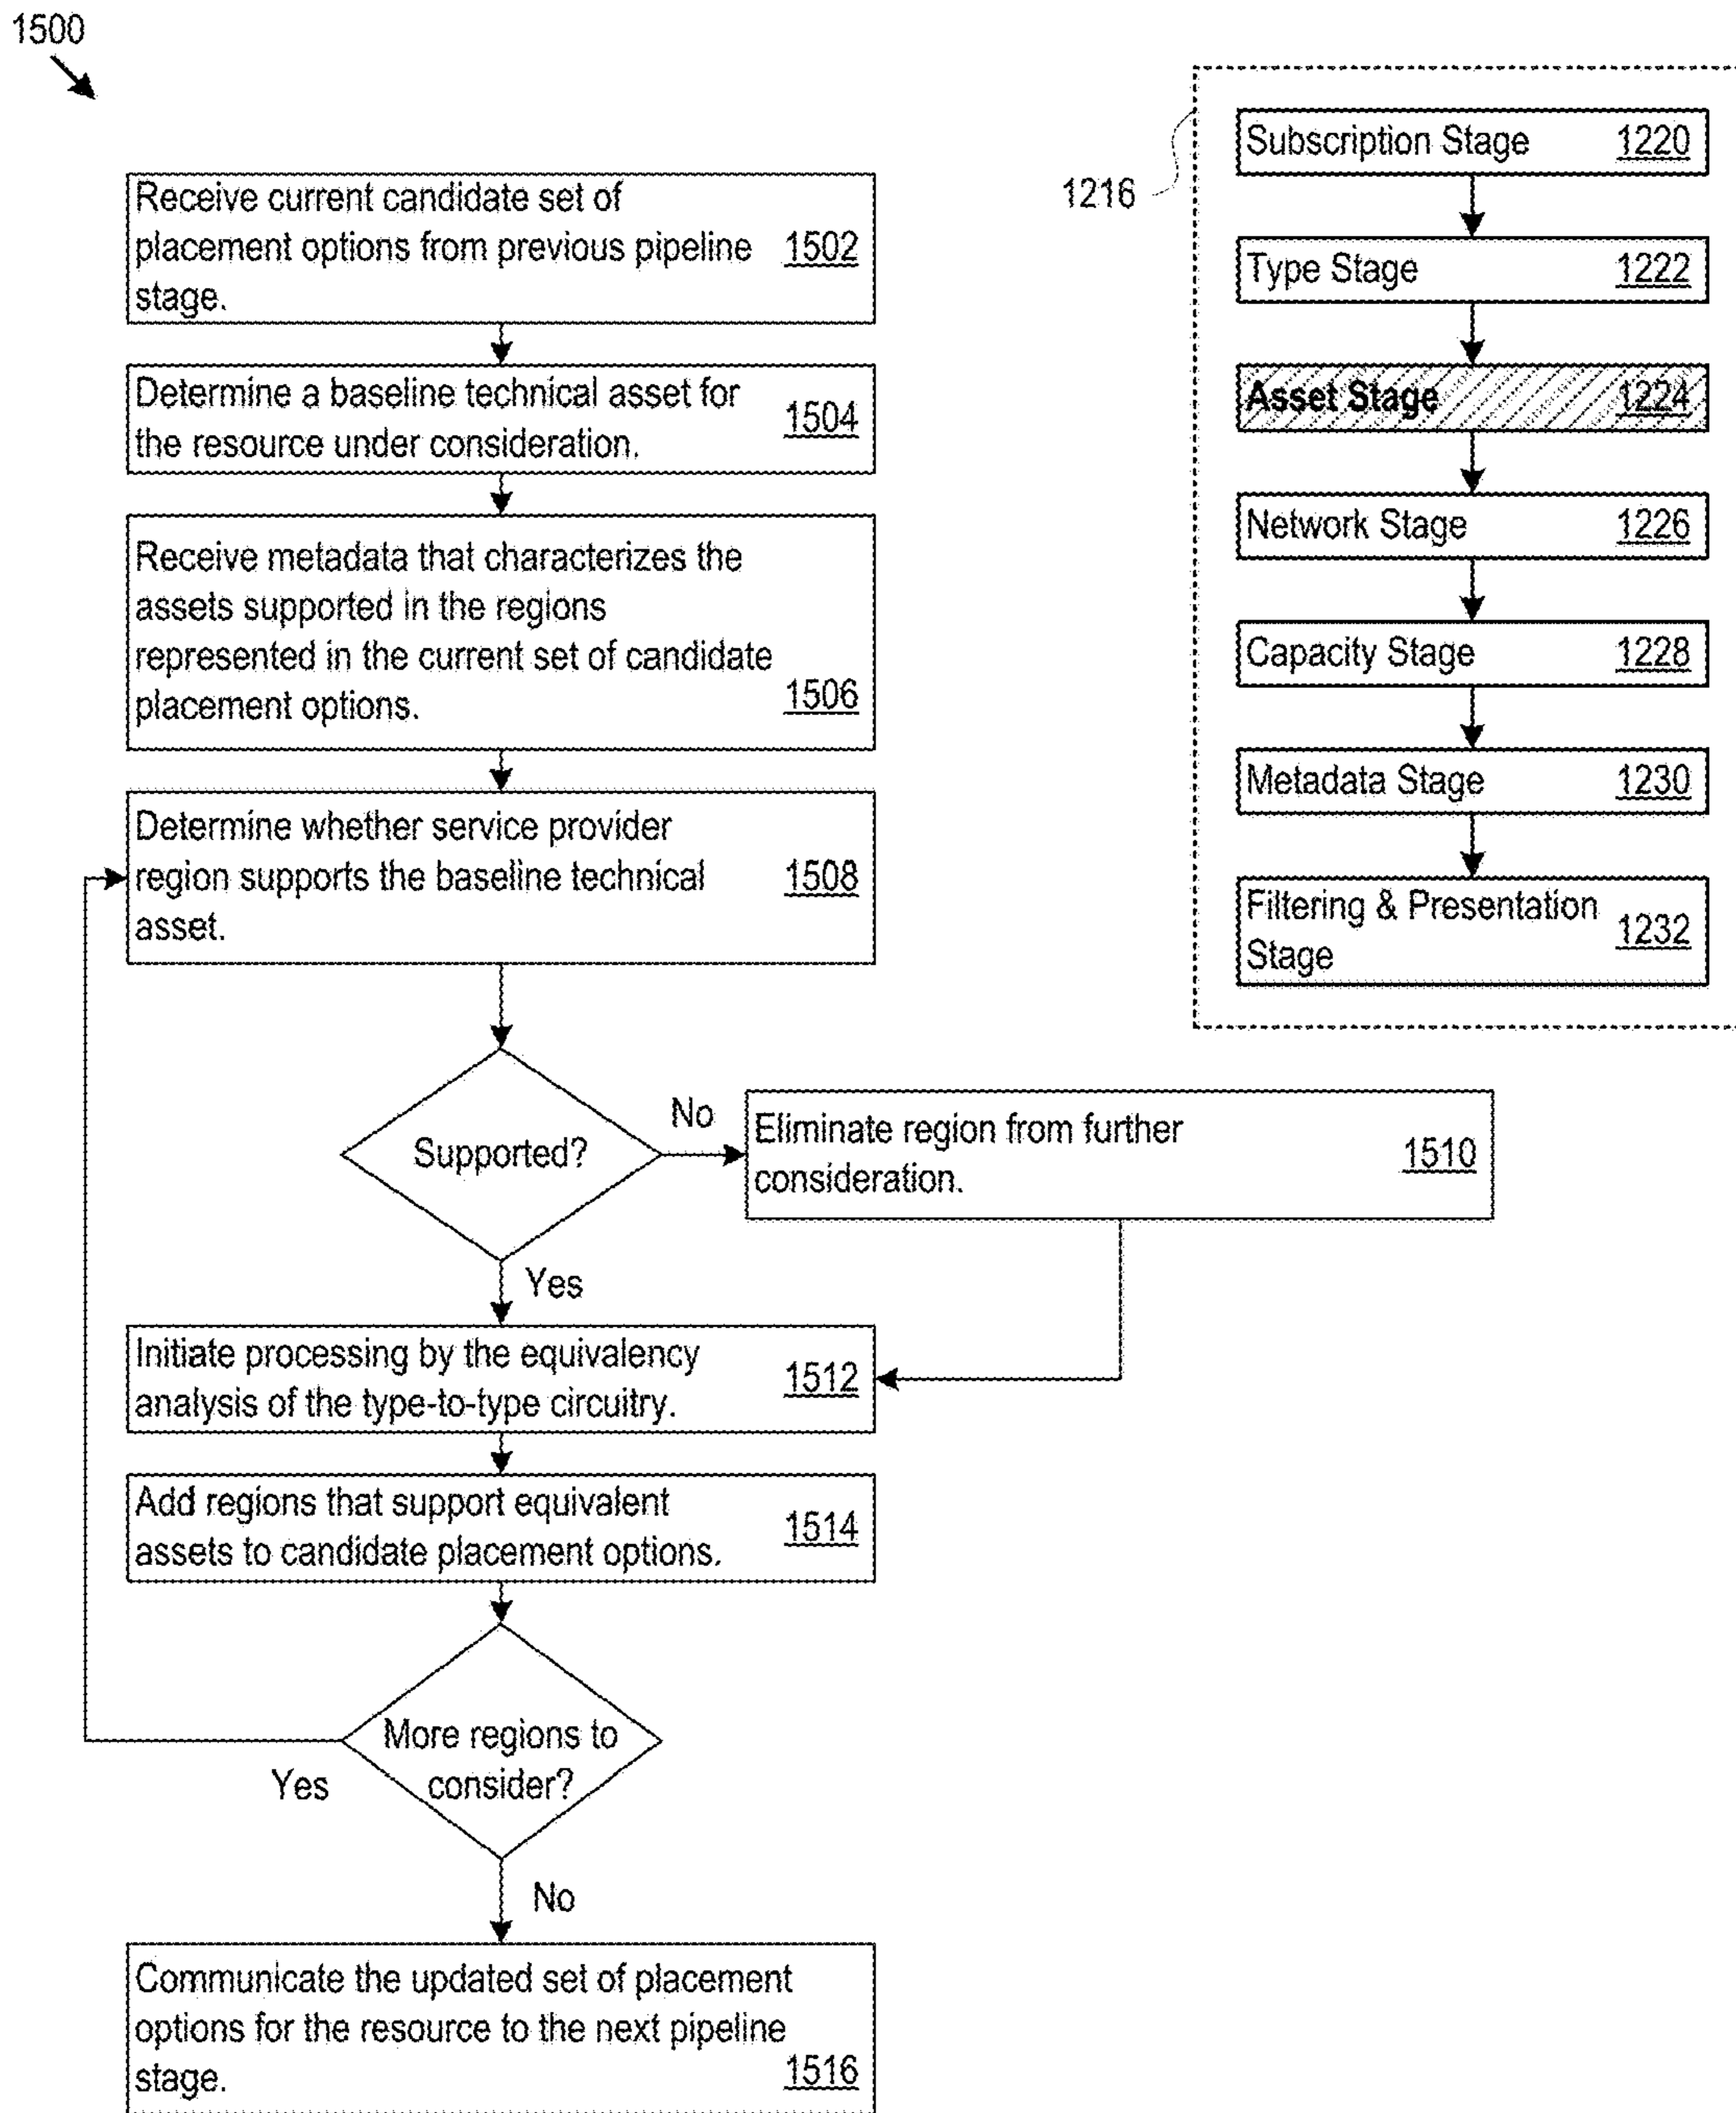 1500
Receive current candidate set of
placement options from previous pipeline 1502
stage.
Determine a baseline technical asset for
the resource under consideration. 1504
Receive metadata that characterizes the
assets supported in the regions
represented in the current set of candidate
placement options. 1506
Determine whether service provider
region supports the baseline technical 1508
asset.
Supported?
No
Eliminate region from further
consideration. 1510
Yes
Initiate processing by the equivalency
analysis of the type-to-type circuitry. 1512
Add regions that support equivalent
assets to candidate placement options. 1514
More regions to
consider?
Yes
No
Communicate the updated set of placement
options for the resource to the next pipeline
stage. 1516
1216
Subscription Stage 1220
Type Stage 1222
Asset Stage 1224
Network Stage 1226
Capacity Stage 1228
Metadata Stage 1230
Filtering & Presentation
Stage 1232